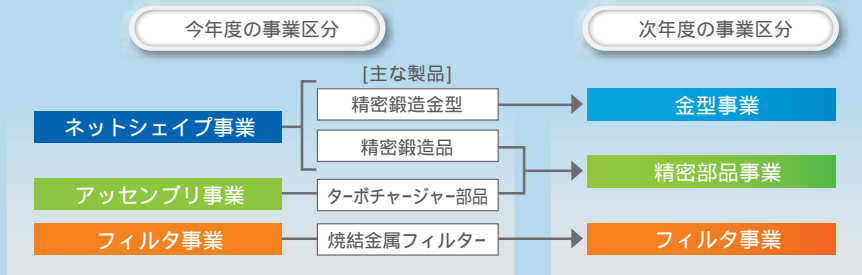 今年度の事業区分
次年度の事業区分
[主な製品]
精密鍛造金型
金型事業
ネットシェイプ事業
精密鍛造品
精密部品事業
アッセンブリ事業
ターボチャージャー部品
フィルタ事業
焼結金属フィルター
フィルタ事業